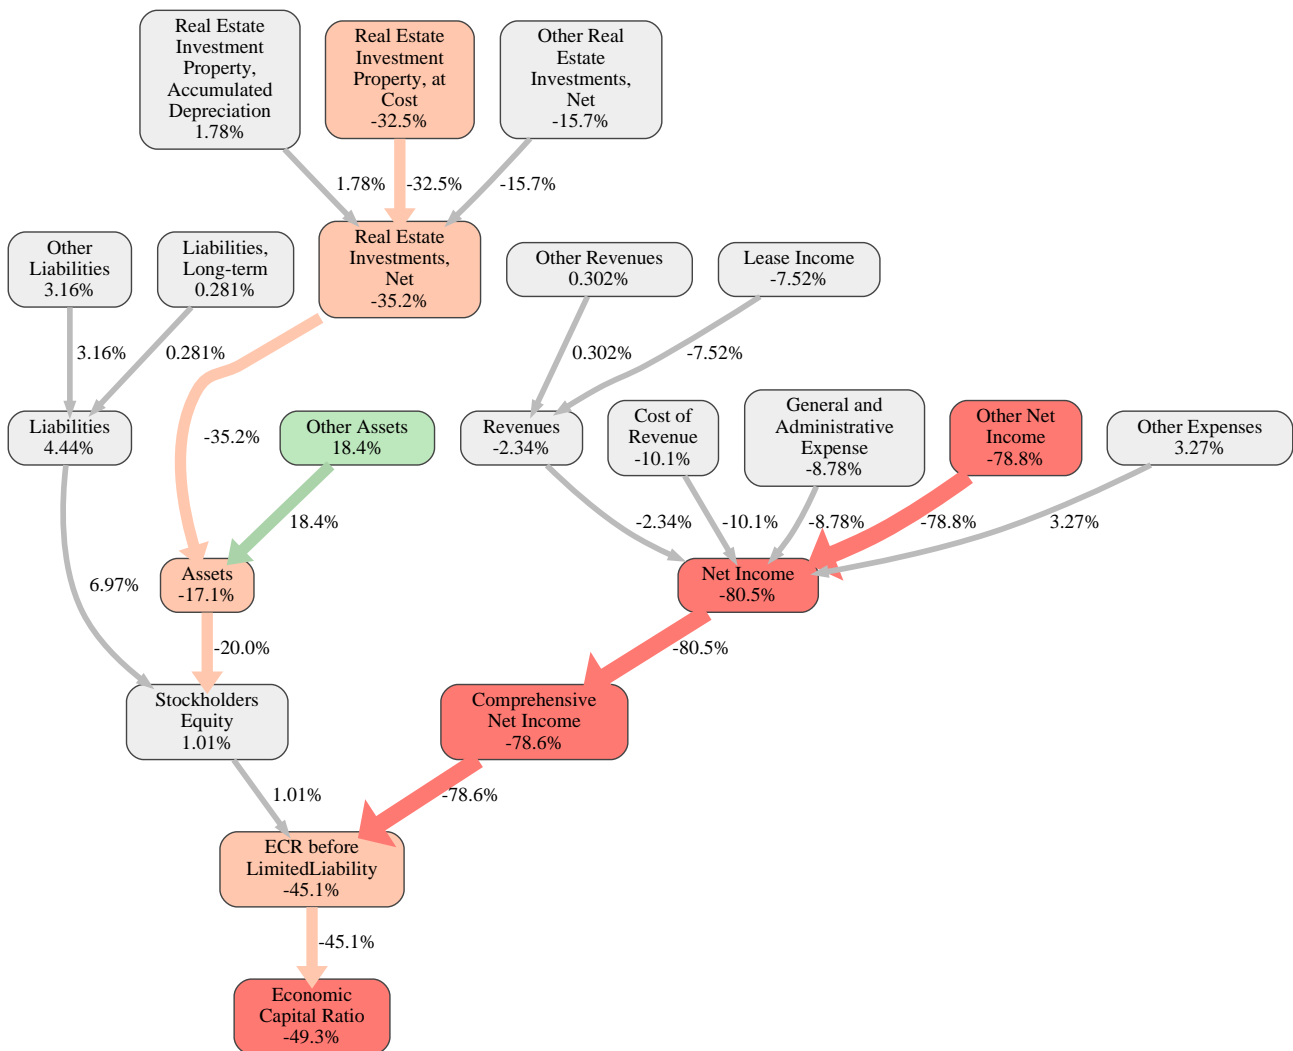 Real Estate
Investment
Property,
Accumulated
Depreciation
1.78%
Real Estate
Investment
Property, at
Cost
-32.5%
Other Real
Estate
Investments,
Net
-15.7%
1.78%
-32.5%
-15.7%
Other
Liabilities
3.16%
Liabilities,
Long-term
0.281%
Real Estate
Investments,
Net
-35.2%
Other Revenues
0.302%
Lease Income
-7.52%
3.16%
0.281%
0.302%
-7.52%
Liabilities
4.44%
-35.2%
Other Assets
18.4%
Revenues
-2.34%
Cost of
Revenue
-10.1%
General and
Administrative
Expense
-8.78%
Other Net
Income
-78.8%
Other Expenses
3.27%
18.4%
-2.34%
-10.1%
-8.78%
-78.8%
3.27%
6.97%
Assets
-17.1%
Net Income
-80.5%
-20.0%
-80.5%
Stockholders
Equity
1.01%
Comprehensive
Net Income
-78.6%
1.01%
-78.6%
ECR before
LimitedLiability
-45.1%
-45.1%
Economic
Capital Ratio
-49.3%